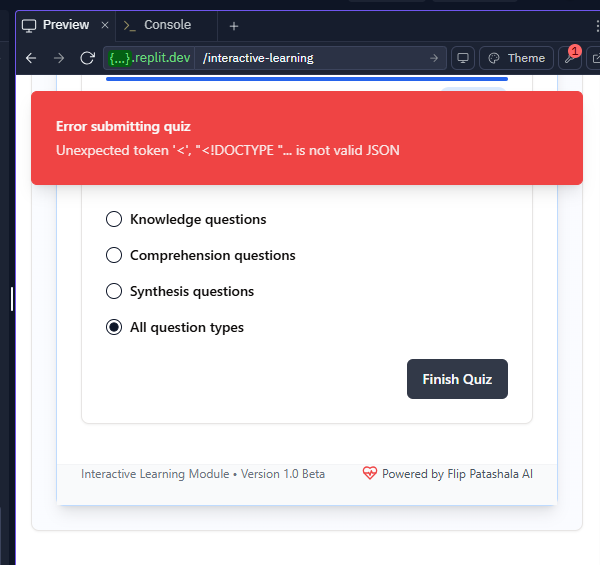 Preview
Console
{...}.replit.dev /interactive-learning
Theme
1
Error submitting quiz
Unexpected token '<', "<!DOCTYPE "... is not valid JSON
Knowledge questions
Comprehension questions
Synthesis questions
All question types
Finish Quiz
Interactive Learning Module • Version 1.0 Beta
Powered by Flip Patashala AI